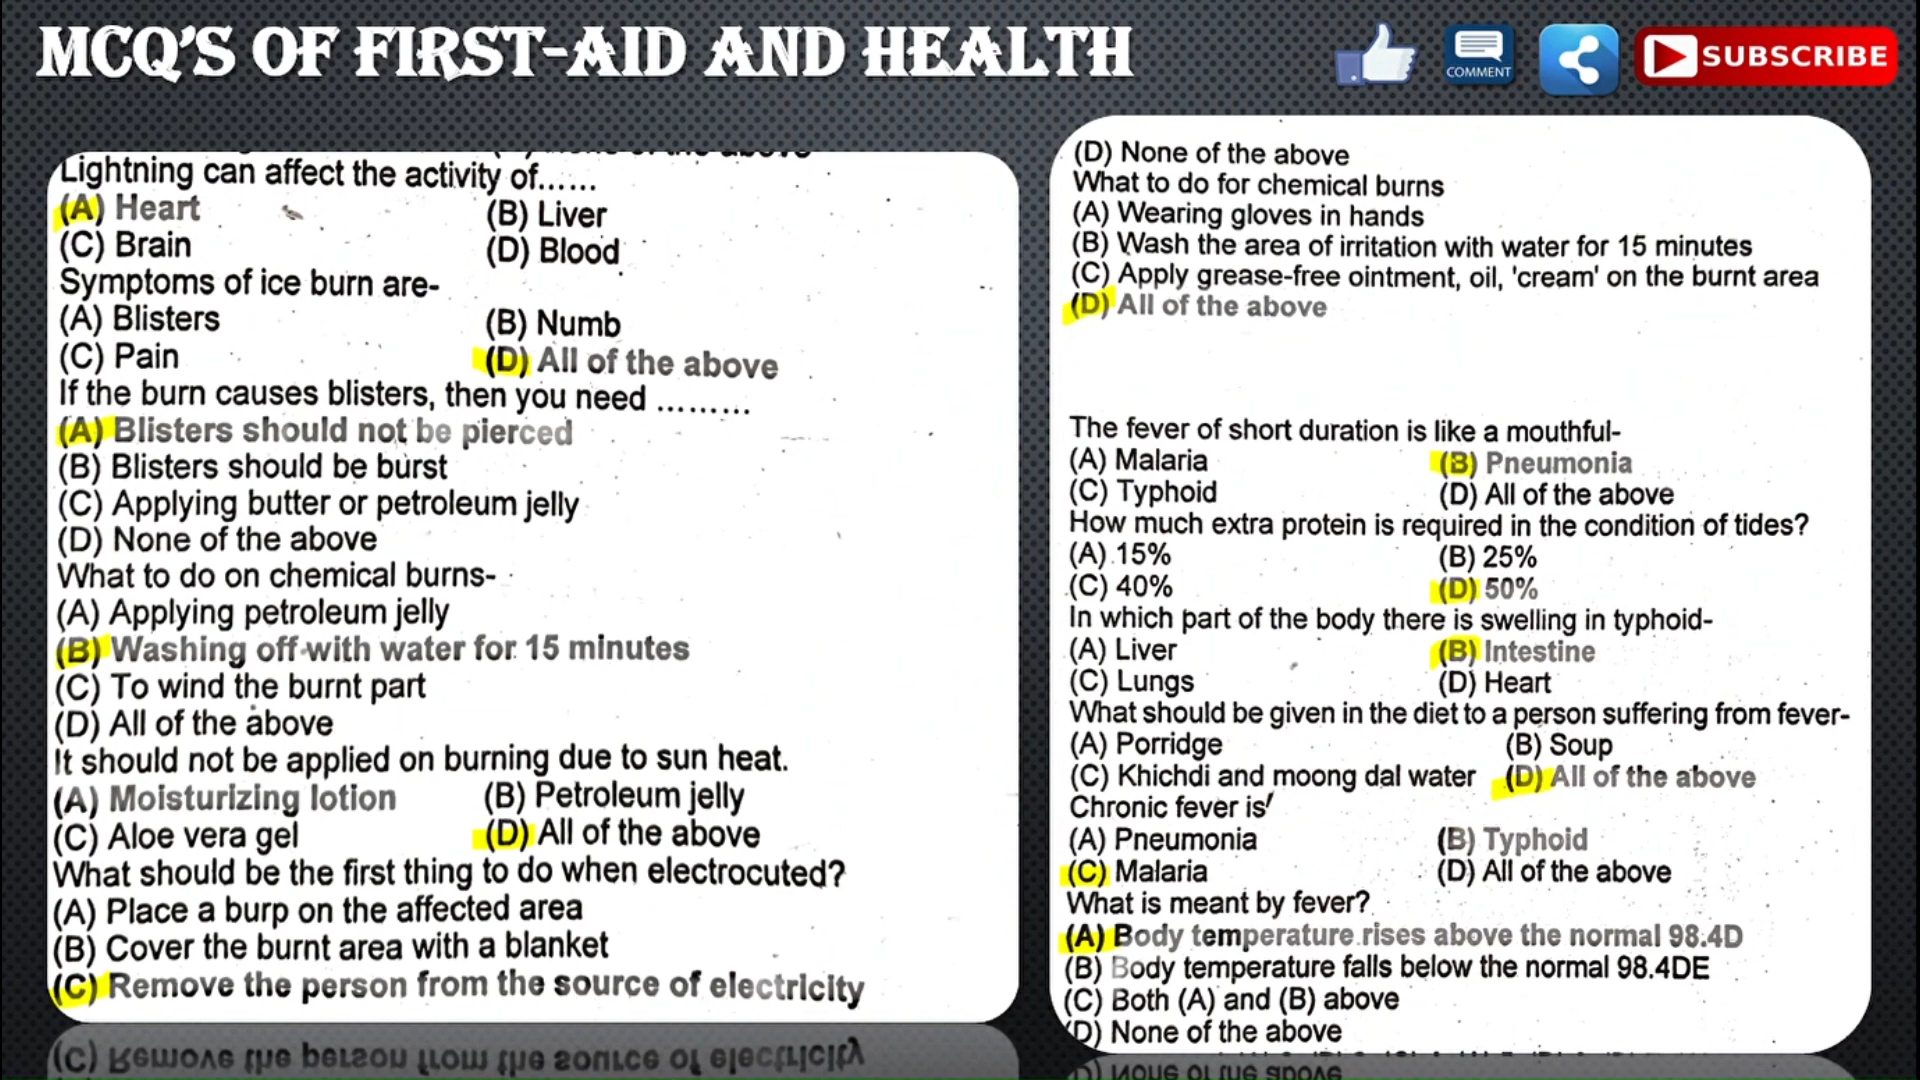 MCQ'S OF FIRST-AID AND HEALTH
COMMENT
SUBSCRIBE
Lightning can affect the activity of......
(A) Heart (B) Liver
(C) Brain (D) Blood
Symptoms of ice burn are-
(A) Blisters (B) Numb
(C) Pain (D) All of the above
If the burn causes blisters, then you need .........
(A) Blisters should not be pierced
(B) Blisters should be burst
(C) Applying butter or petroleum jelly
(D) None of the above
What to do on chemical burns-
(A) Applying petroleum jelly
(B) Washing off with water for 15 minutes
(C) To wind the burnt part
(D) All of the above
It should not be applied on burning due to sun heat.
(A) Moisturizing lotion (B) Petroleum jelly
(C) Aloe vera gel (D) All of the above
What should be the first thing to do when electrocuted?
(A) Place a burp on the affected area
(B) Cover the burnt area with a blanket
(C) Remove the person from the source of electricity
(D) None of the above
What to do for chemical burns
(A) Wearing gloves in hands
(B) Wash the area of irritation with water for 15 minutes
(C) Apply grease-free ointment, oil, 'cream' on the burnt area
(D) All of the above
The fever of short duration is like a mouthful-
(A) Malaria (B) Pneumonia
(C) Typhoid (D) All of the above
How much extra protein is required in the condition of tides?
(A) 15% (B) 25%
(C) 40% (D) 50%
In which part of the body there is swelling in typhoid-
(A) Liver (B) Intestine
(C) Lungs (D) Heart
What should be given in the diet to a person suffering from fever-
(A) Porridge (B) Soup
(C) Khichdi and moong dal water (D) All of the above
Chronic fever is
(A) Pneumonia (B) Typhoid
(C) Malaria (D) All of the above
What is meant by fever?
(A) Body temperature rises above the normal 98.4D
(B) Body temperature falls below the normal 98.4DE
(C) Both (A) and (B) above
(D) None of the above